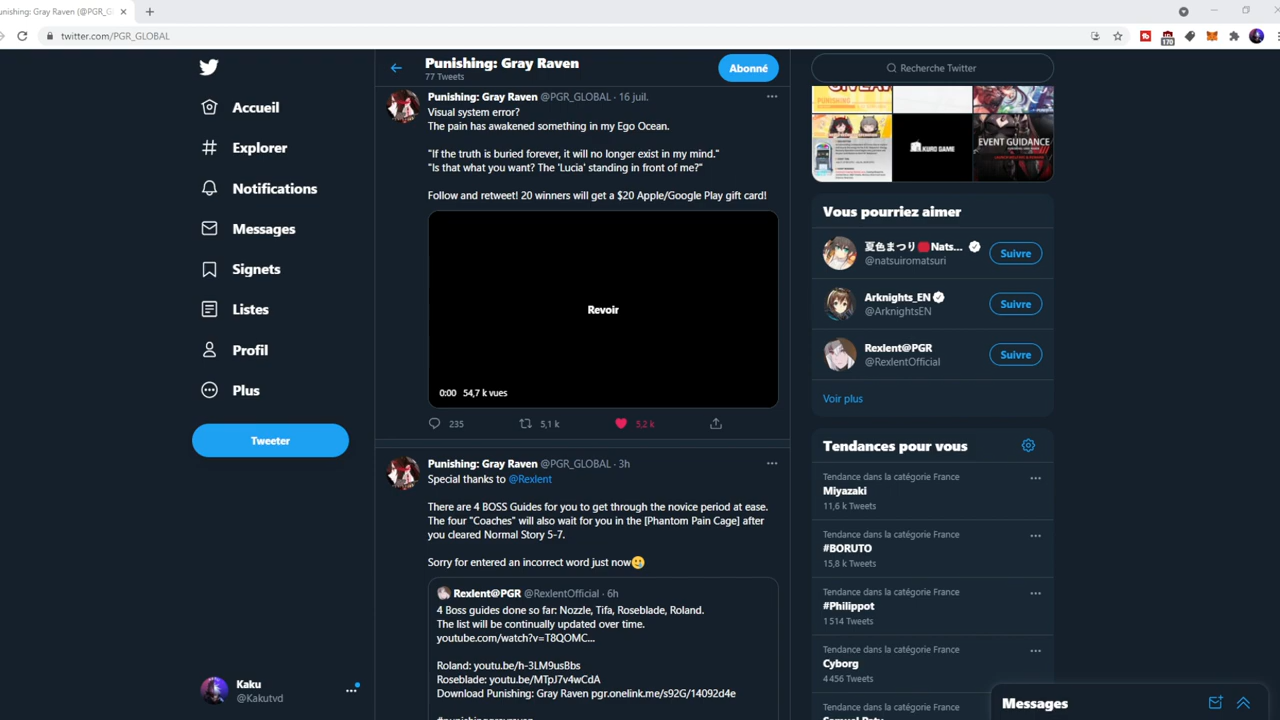 unishing: Gray Raven (@PGR_G
twitter.com/PGR_GLOBAL
170
Accueil
Explorer
Notifications
Messages
Signets
Listes
Profil
Plus
Tweeter
Kaku
@Kakutvd
Punishing: Gray Raven
77 Tweets
Abonné
Punishing: Gray Raven @PGR_GLOBAL · 16 juil.
Visual system error?
The pain has awakened something in my Ego Ocean.
"If the truth is buried forever, I will no longer exist in my mind."
"Is that what you want? The one standing in front of me?"
Follow and retweet! 20 winners will get a $20 Apple/Google Play gift card!
Revoir
0:00 54,7 k vues
235 5,1 k 5,2 k
Punishing: Gray Raven @PGR_GLOBAL · 3h
Special thanks to @Rexlent
There are 4 BOSS Guides for you to get through the novice period at ease.
The four "Coaches" will also wait for you in the [Phantom Pain Cage] after
you cleared Normal Story 5-7.
Sorry for entered an incorrect word just now🥲
Rexlent@PGR @RexlentOfficial · 6h
4 Boss guides done so far: Nozzle, Tifa, Roseblade, Roland.
The list will be continually updated over time.
youtube.com/watch?v=T8QOMC...
Roland: youtu.be/h-3LM9usBbs
Roseblade: youtu.be/MTpJ7v4wCdA
Download Punishing: Gray Raven pgr.onelink.me/s92G/14092d4e
Recherche Twitter
KURO GAME
EVENT GUIDANCE
Vous pourriez aimer
夏色まつり🏮Nats...
@natsuiromatsuri
Suivre
Arknights_EN
@ArknightsEN
Suivre
Rexlent@PGR
@RexlentOfficial
Suivre
Voir plus
Tendances pour vous
Tendance dans la catégorie France
Miyazaki
11,6 k Tweets
Tendance dans la catégorie France
#BORUTO
15,8 k Tweets
Tendance dans la catégorie France
#Philippot
1 514 Tweets
Tendance dans la catégorie France
Cyborg
4 456 Tweets
Messages